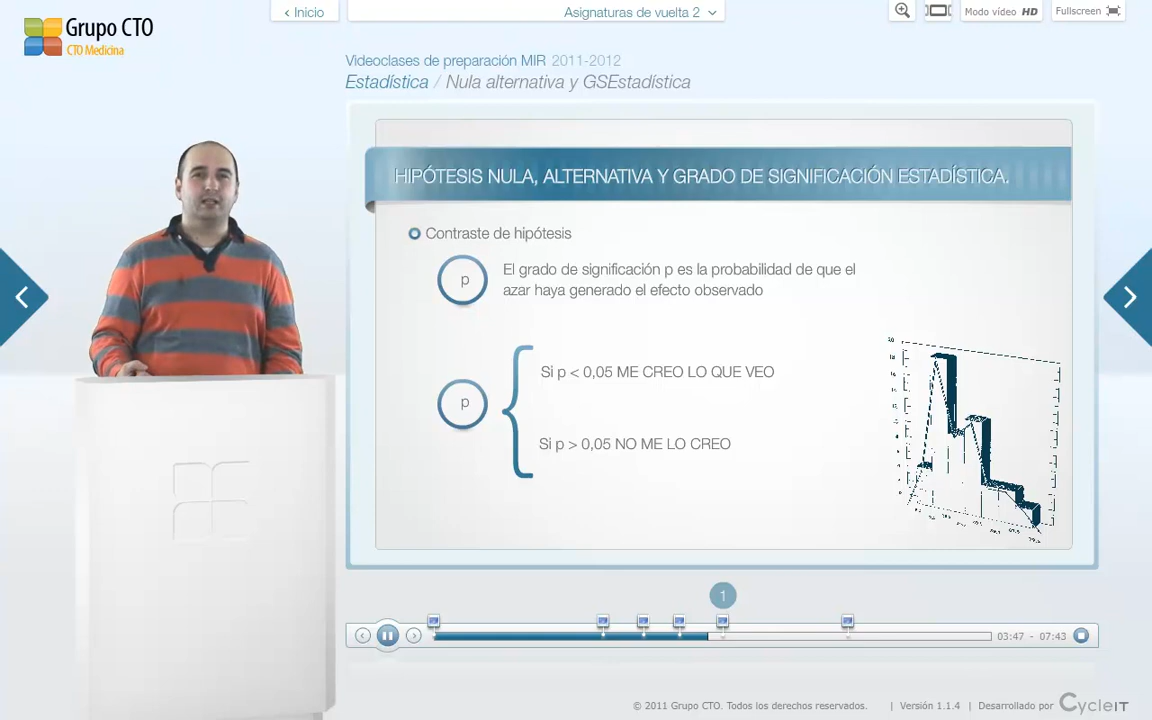 Grupo CTO
CTO Medicina
‹ Inicio
Asignaturas de vuelta 2
Modo vídeo HD
Fullscreen
Videoclases de preparación MIR 2011-2012
Estadística / Nula alternativa y GSEstadística
HIPÓTESIS NULA, ALTERNATIVA Y GRADO DE SIGNIFICACIÓN ESTADÍSTICA.
Contraste de hipótesis
p
El grado de significación p es la probabilidad de que el
azar haya generado el efecto observado
p
Si p < 0,05 ME CREO LO QUE VEO
Si p > 0,05 NO ME LO CREO
1
03:47 - 07:43
© 2011 Grupo CTO. Todos los derechos reservados. | Versión 1.1.4 | Desarrollado por CycleIT